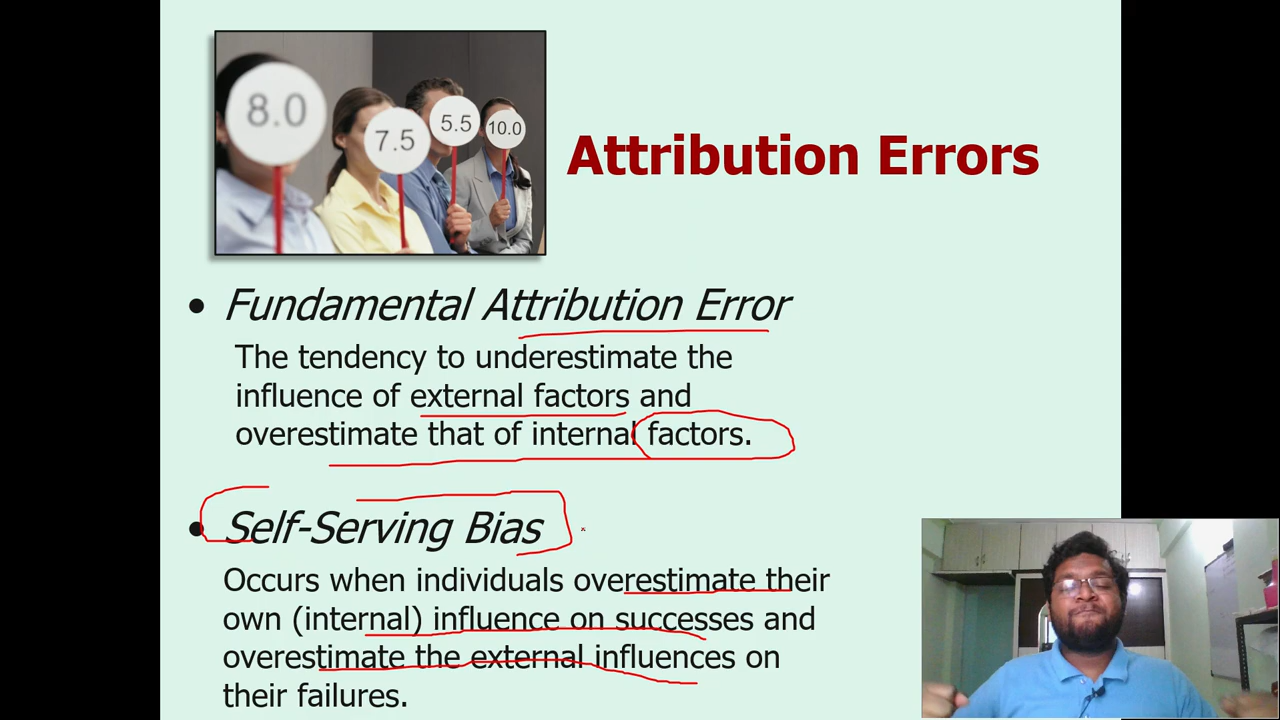 8.0
7.5
5.5
10.0
Attribution Errors
• Fundamental Attribution Error
The tendency to underestimate the
influence of external factors and
overestimate that of internal factors.
• Self-Serving Bias
Occurs when individuals overestimate their
own (internal) influence on successes and
overestimate the external influences on
their failures.